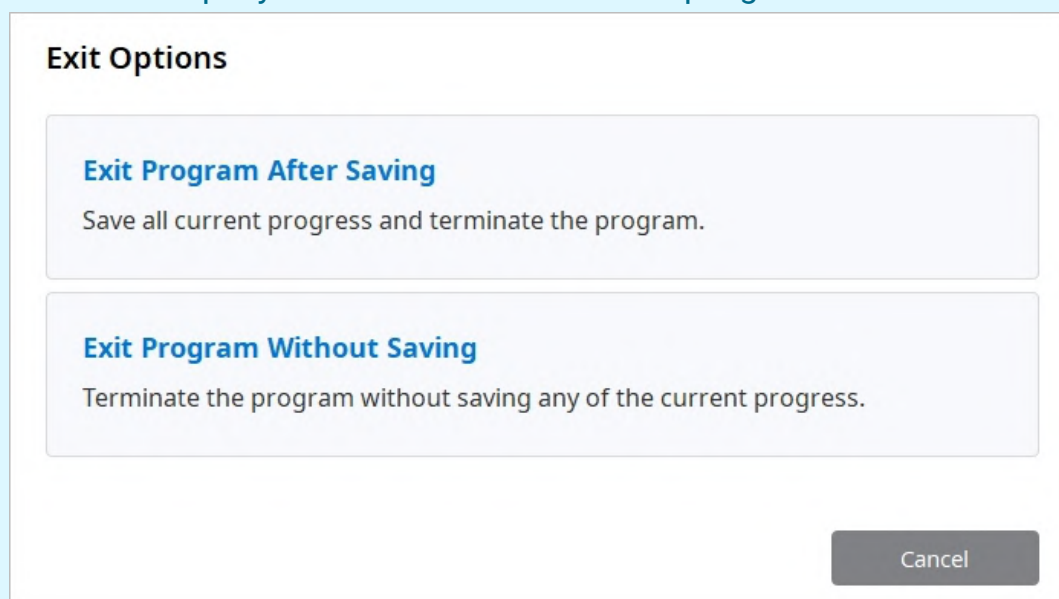 Exit Options
Exit Program After Saving
Save all current progress and terminate the program.
Exit Program Without Saving
Terminate the program without saving any of the current progress.
Cancel